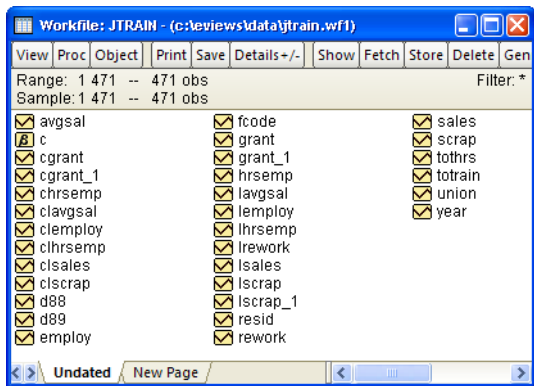 Workfile: JTRAIN - (c:\eviews\data\jtrain.wf1)
View Proc Object Print Save Details+/- Show Fetch Store Delete Gen
Range: 1 471 -- 471 obs Filter: *
Sample: 1 471 -- 471 obs
avgsal
β c
cgrant
cgrant_1
chrsemp
clavgsal
clemploy
clhrsemp
clsales
clscrap
d88
d89
employ
fcode
grant
grant_1
hrsemp
lavgsal
lemploy
lhrsemp
lrework
lsales
lscrap
lscrap_1
resid
rework
sales
scrap
tothrs
totrain
union
year
Undated New Page